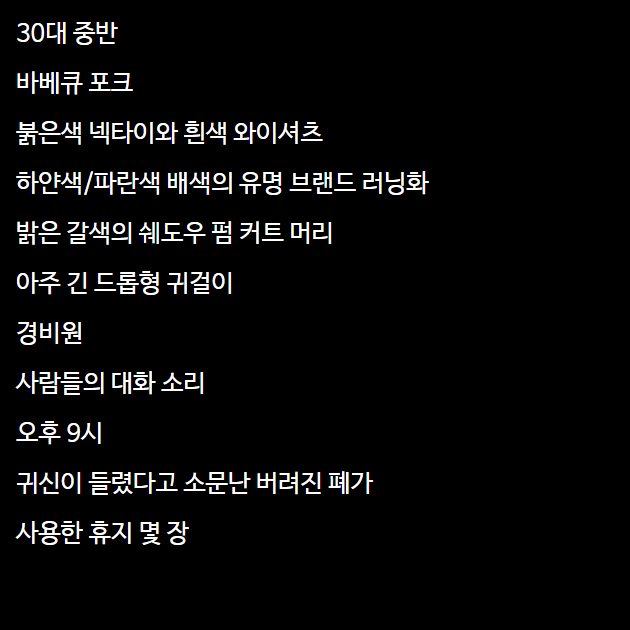 30대 중반
바베큐 포크
붉은색 넥타이와 흰색 와이셔츠
하얀색/파란색 배색의 유명 브랜드 러닝화
밝은 갈색의 쉐도우 펌 커트 머리
아주 긴 드롭형 귀걸이
경비원
사람들의 대화 소리
오후 9시
귀신이 들렸다고 소문난 버려진 폐가
사용한 휴지 몇 장